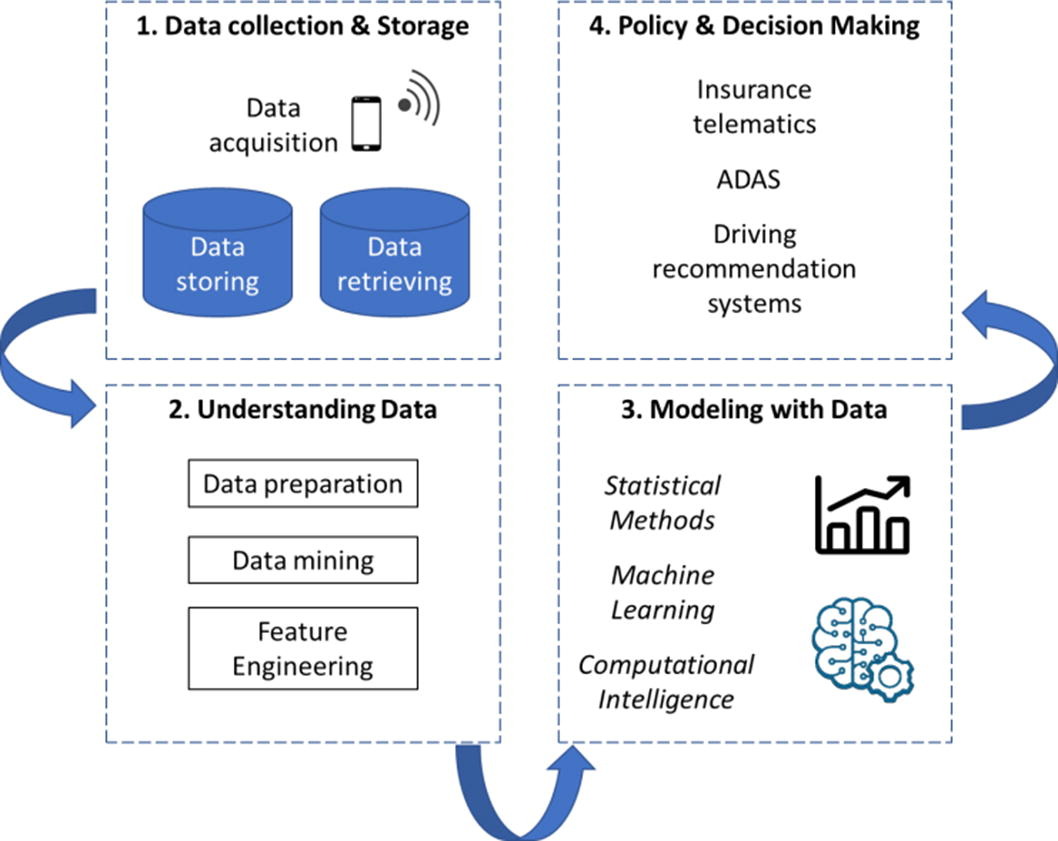 1. Data collection & Storage
Data
acquisition
Data
storing
Data
retrieving
2. Understanding Data
Data preparation
Data mining
Feature
Engineering
3. Modeling with Data
Statistical
Methods
Machine
Learning
Computational
Intelligence
4. Policy & Decision Making
Insurance
telematics
ADAS
Driving
recommendation
systems